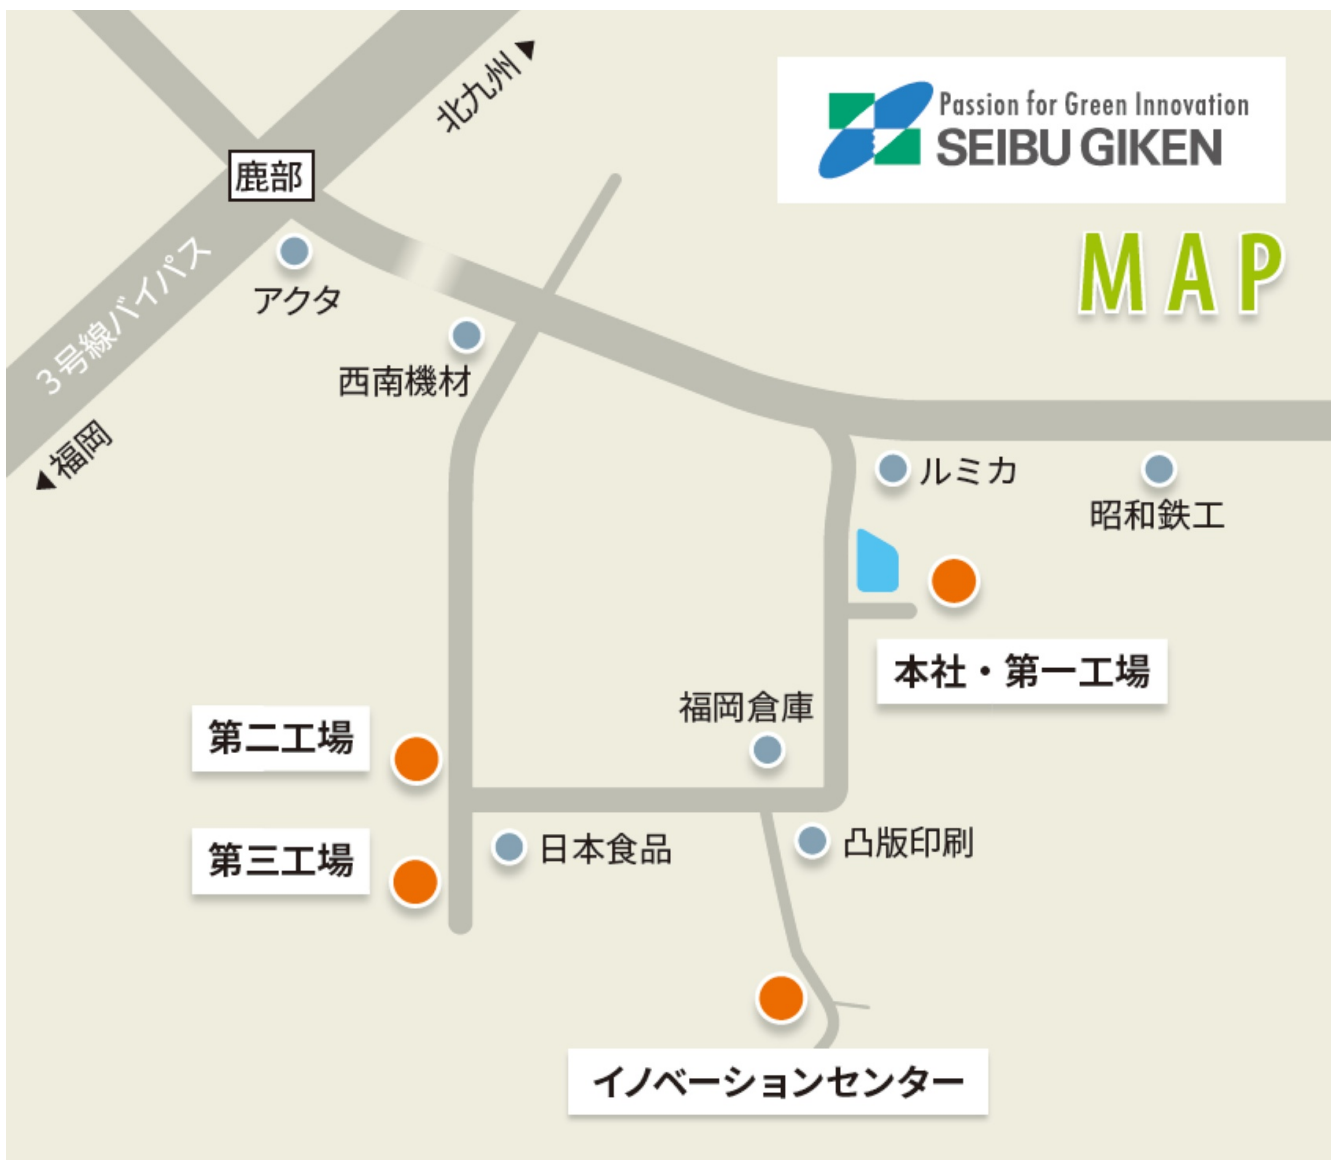 北九州▶
Passion for Green Innovation
SEIBU GIKEN
鹿部
MAP
3号線バイパス
アクタ
西南機材
◀福岡
ルミカ
昭和鉄工
本社・第一工場
福岡倉庫
第二工場
日本食品
凸版印刷
第三工場
イノベーションセンター